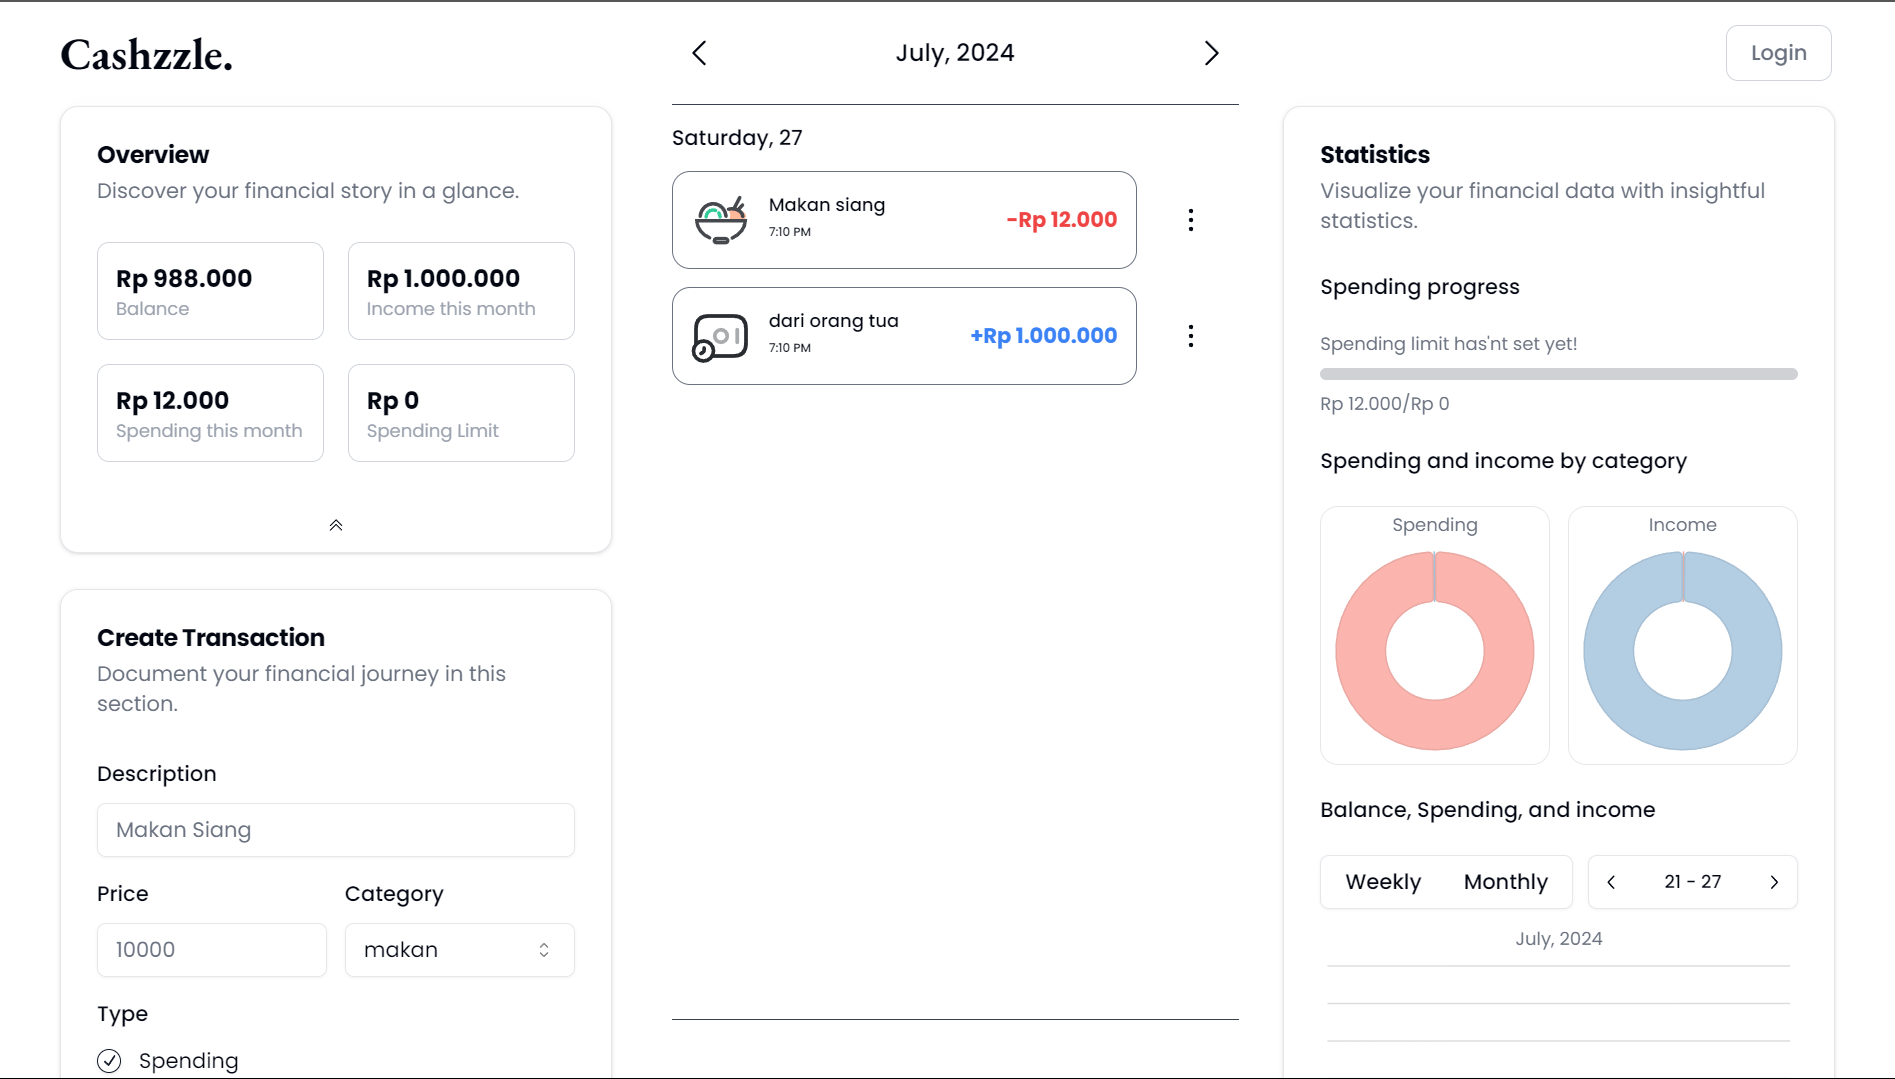 Cashzzle.
July, 2024
Login
Overview
Discover your financial story in a glance.
Rp 988.000
Balance
Rp 1.000.000
Income this month
Rp 12.000
Spending this month
Rp 0
Spending Limit
Create Transaction
Document your financial journey in this
section.
Description
Makan Siang
Price
Category
10000
makan
Type
Spending
Saturday, 27
Makan siang
7:10 PM
-Rp 12.000
dari orang tua
7:10 PM
+Rp 1.000.000
Statistics
Visualize your financial data with insightful
statistics.
Spending progress
Spending limit has'nt set yet!
Rp 12.000/Rp 0
Spending and income by category
Spending
Income
Balance, Spending, and income
Weekly
Monthly
21 - 27
July, 2024